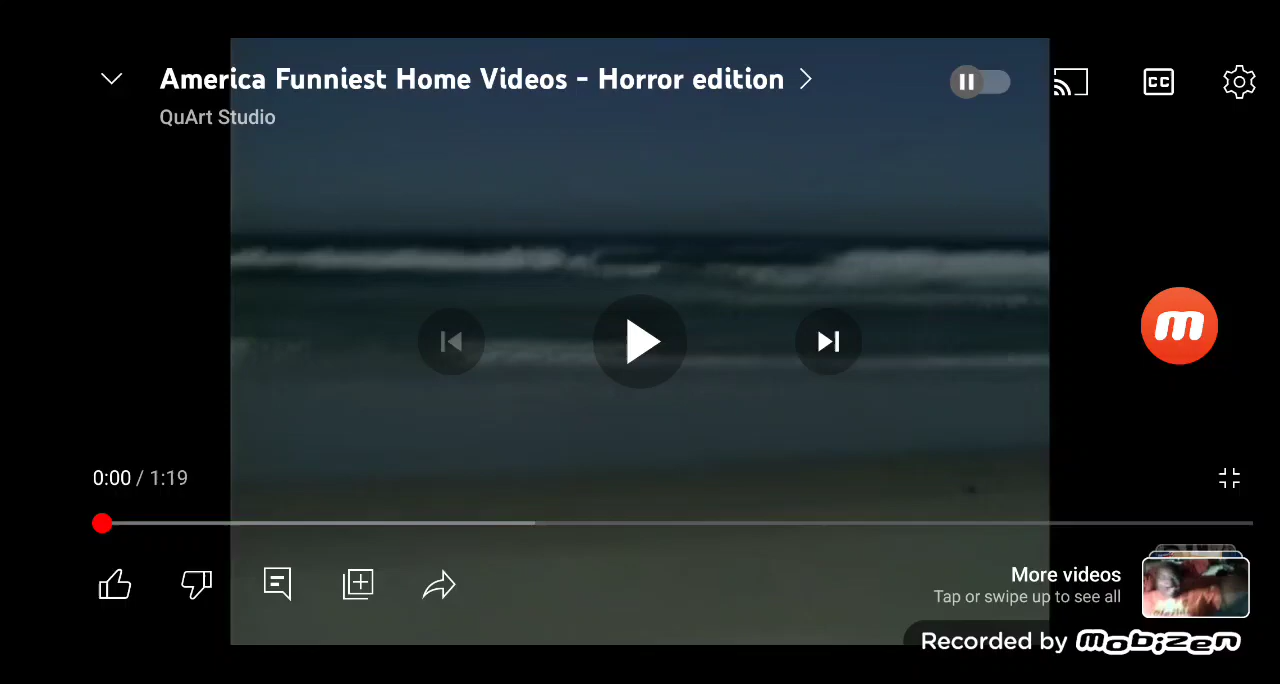 America Funniest Home Videos - Horror edition
QuArt Studio
CC
m
0:00 / 1:19
More videos
Tap or swipe up to see all
Recorded by mobizen